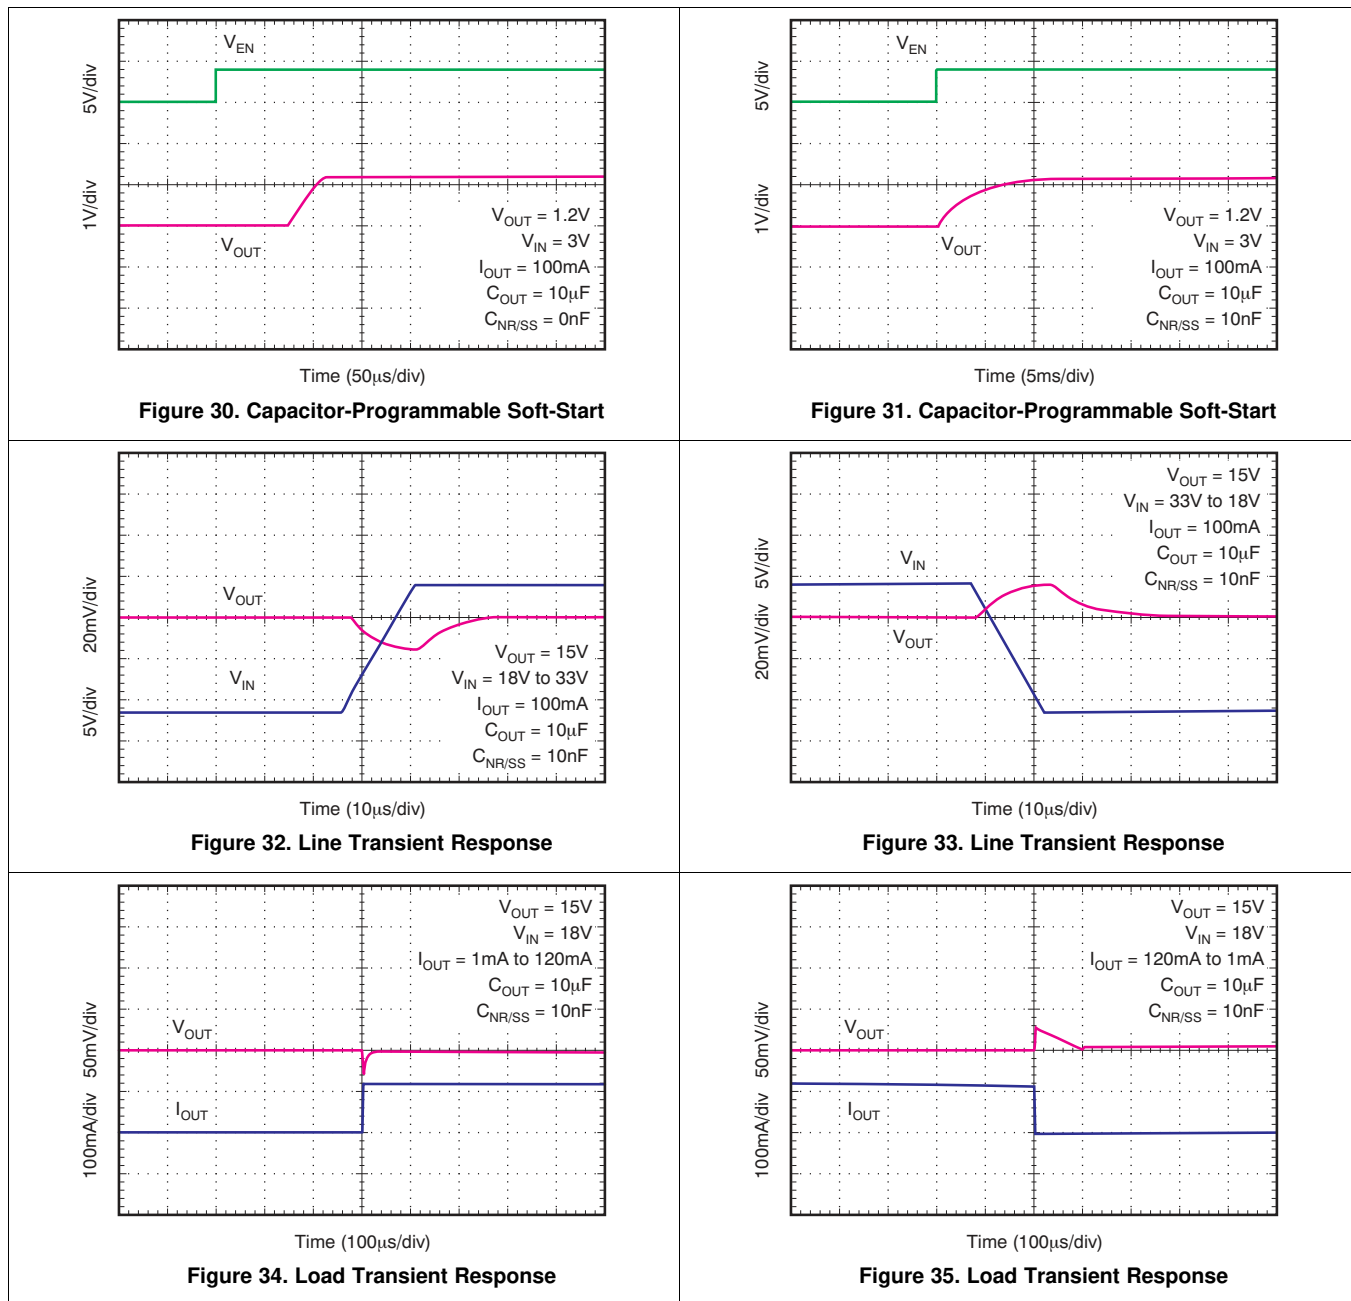 5V/div
1V/div
V_EN
V_OUT
V_OUT = 1.2V
V_IN = 3V
I_OUT = 100mA
C_OUT = 10µF
C_NR/SS = 0nF
Time (50µs/div)
Figure 30. Capacitor-Programmable Soft-Start
5V/div
1V/div
V_EN
V_OUT
V_OUT = 1.2V
V_IN = 3V
I_OUT = 100mA
C_OUT = 10µF
C_NR/SS = 10nF
Time (5ms/div)
Figure 31. Capacitor-Programmable Soft-Start
20mV/div
5V/div
V_OUT
V_IN
V_OUT = 15V
V_IN = 18V to 33V
I_OUT = 100mA
C_OUT = 10µF
C_NR/SS = 10nF
Time (10µs/div)
Figure 32. Line Transient Response
5V/div
20mV/div
V_IN
V_OUT
V_OUT = 15V
V_IN = 33V to 18V
I_OUT = 100mA
C_OUT = 10µF
C_NR/SS = 10nF
Time (10µs/div)
Figure 33. Line Transient Response
50mV/div
100mA/div
V_OUT
I_OUT
V_OUT = 15V
V_IN = 18V
I_OUT = 1mA to 120mA
C_OUT = 10µF
C_NR/SS = 10nF
Time (100µs/div)
Figure 34. Load Transient Response
50mV/div
100mA/div
V_OUT
I_OUT
V_OUT = 15V
V_IN = 18V
I_OUT = 120mA to 1mA
C_OUT = 10µF
C_NR/SS = 10nF
Time (100µs/div)
Figure 35. Load Transient Response